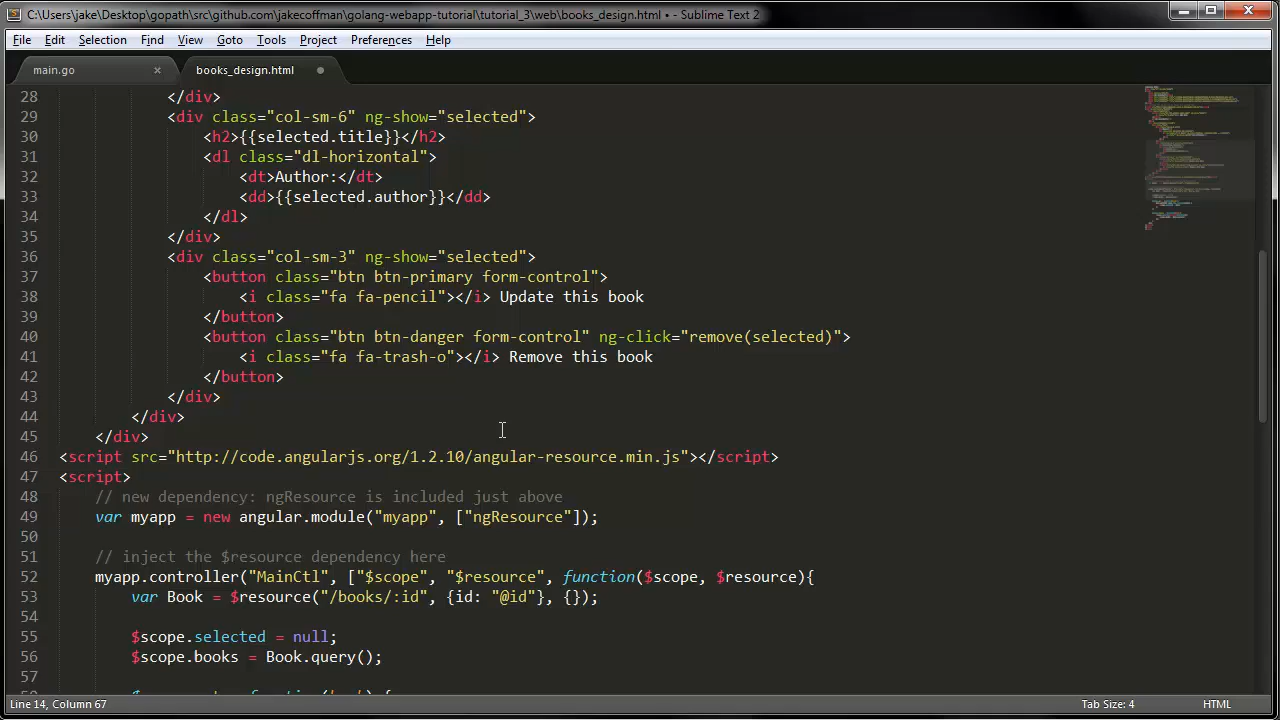 C:\Users\jake\Desktop\gopath\src\github.com\jakecoffman\golang-webapp-tutorial\tutorial_3\web\books_design.html • - Sublime Text 2
File Edit Selection Find View Goto Tools Project Preferences Help
main.go × books_design.html
28 </div>
29 <div class="col-sm-6" ng-show="selected">
30 <h2>{{selected.title}}</h2>
31 <dl class="dl-horizontal">
32 <dt>Author:</dt>
33 <dd>{{selected.author}}</dd>
34 </dl>
35 </div>
36 <div class="col-sm-3" ng-show="selected">
37 <button class="btn btn-primary form-control">
38 <i class="fa fa-pencil"></i> Update this book
39 </button>
40 <button class="btn btn-danger form-control" ng-click="remove(selected)">
41 <i class="fa fa-trash-o"></i> Remove this book
42 </button>
43 </div>
44 </div>
45 </div>
46 <script src="http://code.angularjs.org/1.2.10/angular-resource.min.js"></script>
47 <script>
48 // new dependency: ngResource is included just above
49 var myapp = new angular.module("myapp", ["ngResource"]);
50
51 // inject the $resource dependency here
52 myapp.controller("MainCtl", ["$scope", "$resource", function($scope, $resource){
53 var Book = $resource("/books/:id", {id: "@id"}, {});
54
55 $scope.selected = null;
56 $scope.books = Book.query();
57
Line 14, Column 67 Tab Size: 4 HTML